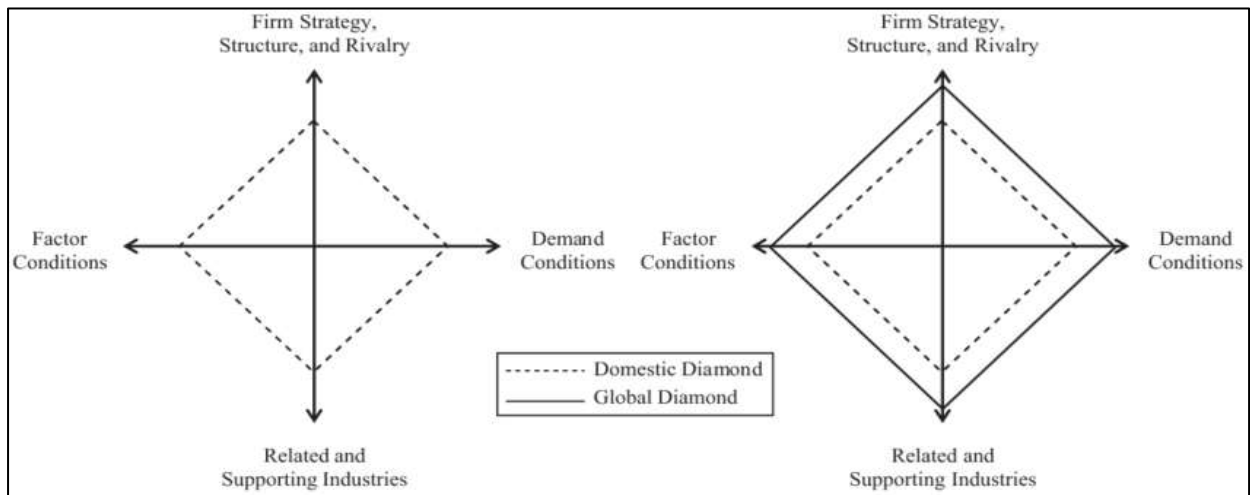 Firm Strategy,
Structure, and Rivalry
Firm Strategy,
Structure, and Rivalry
Factor
Conditions
Demand
Conditions
Factor
Conditions
Demand
Conditions
Domestic Diamond
Global Diamond
Related and
Supporting Industries
Related and
Supporting Industries